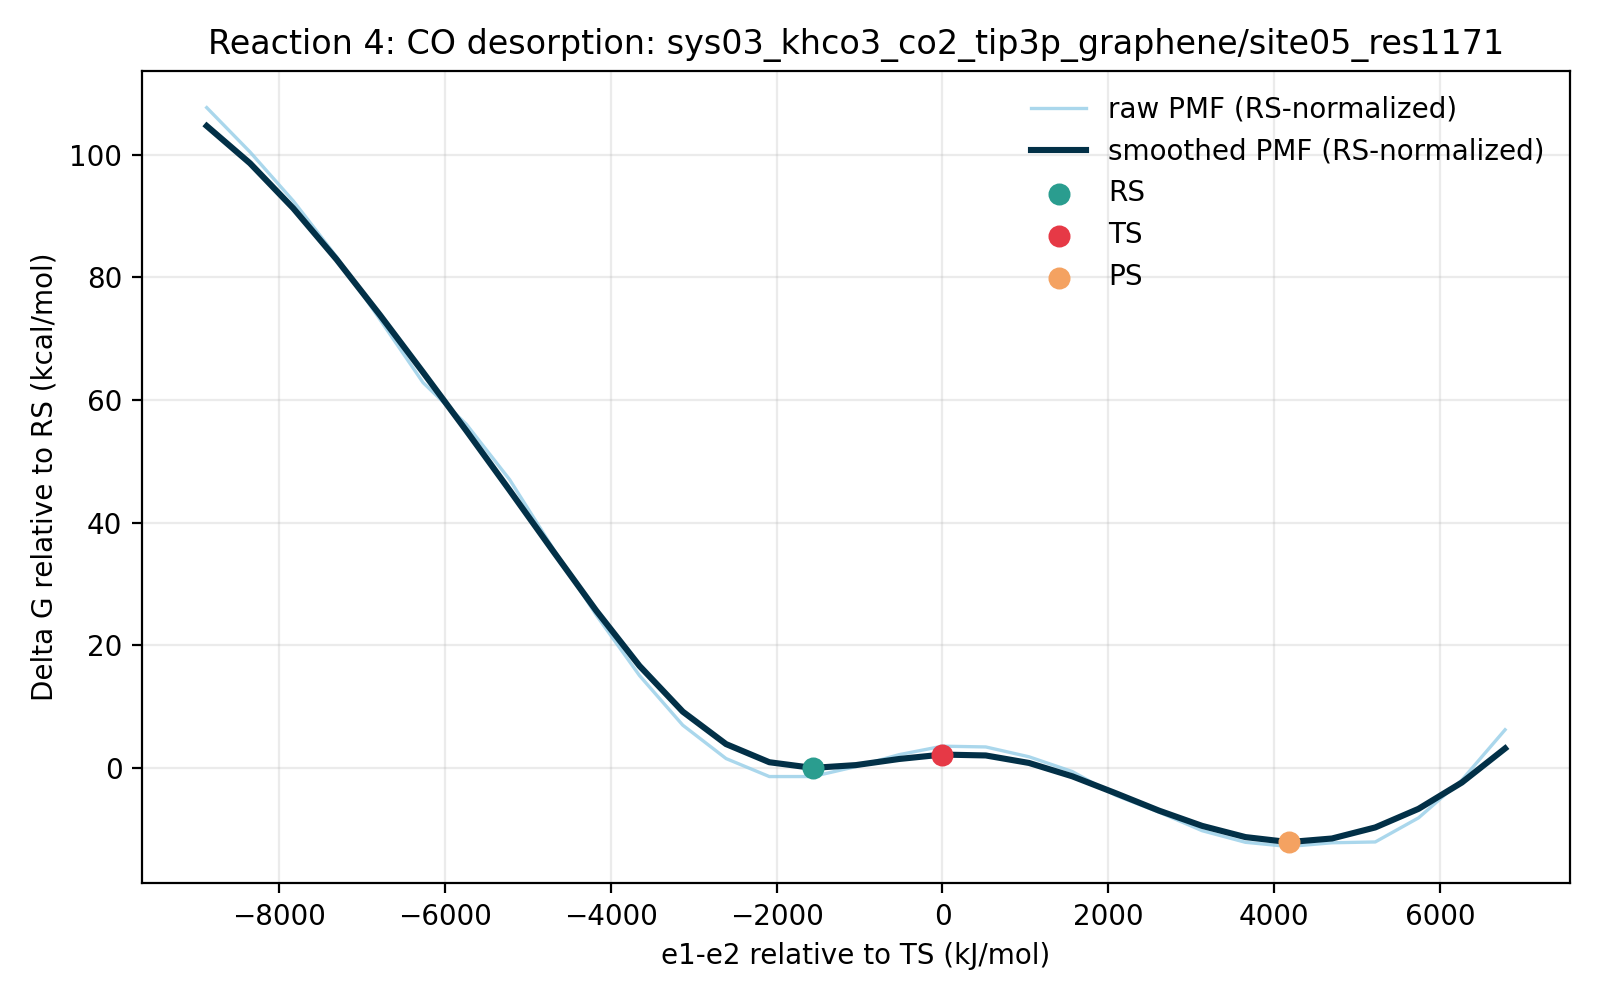 Reaction 4: CO desorption: sys03_khco3_co2_tip3p_graphene/site05_res1171
raw PMF (RS-normalized)
smoothed PMF (RS-normalized)
RS
TS
PS
Delta G relative to RS (kcal/mol)
100
80
60
40
20
0
−8000 −6000 −4000 −2000 0 2000 4000 6000
e1-e2 relative to TS (kJ/mol)